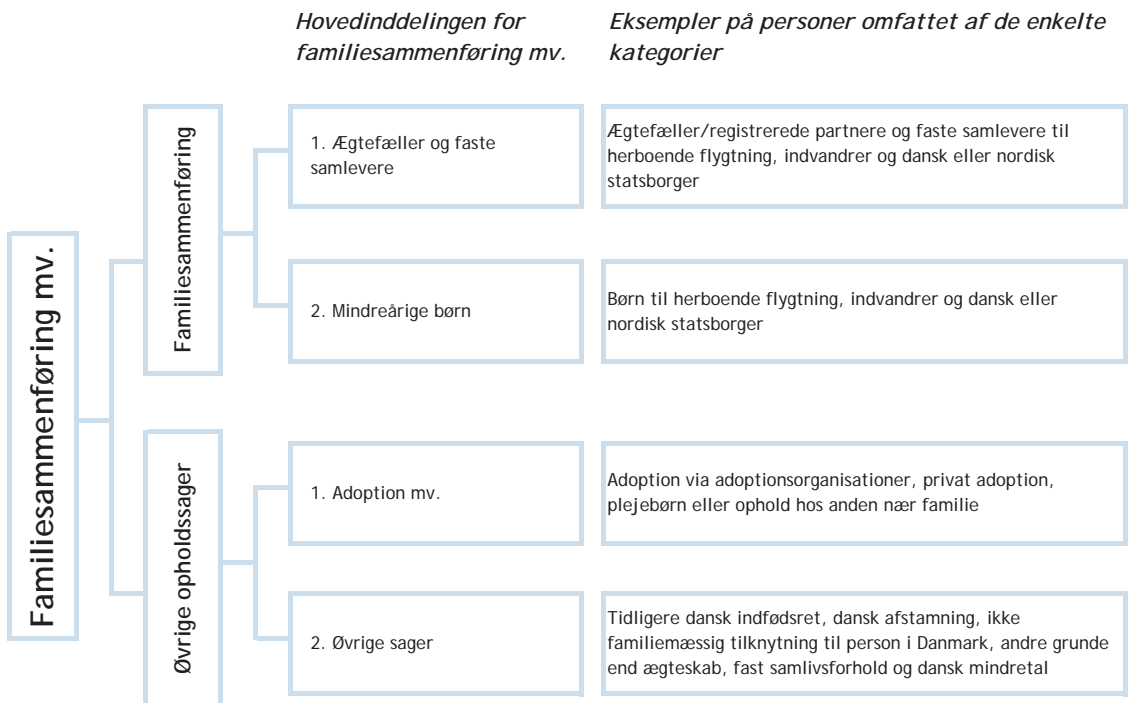 Hovedinddelingen for
familiesammenføring mv.
Eksempler på personer omfattet af de enkelte
kategorier
Familiesammenføring mv.
Familiesammenføring
1. Ægtefæller og faste
samlevere
Ægtefæller/registrerede partnere og faste samlevere til
herboende flygtning, indvandrer og dansk eller nordisk
statsborger
2. Mindreårige børn
Børn til herboende flygtning, indvandrer og dansk eller
nordisk statsborger
Øvrige opholdssager
1. Adoption mv.
Adoption via adoptionsorganisationer, privat adoption,
plejebørn eller ophold hos anden nær familie
2. Øvrige sager
Tidligere dansk indfødsret, dansk afstamning, ikke
familiemæssig tilknytning til person i Danmark, andre grunde
end ægteskab, fast samlivsforhold og dansk mindretal